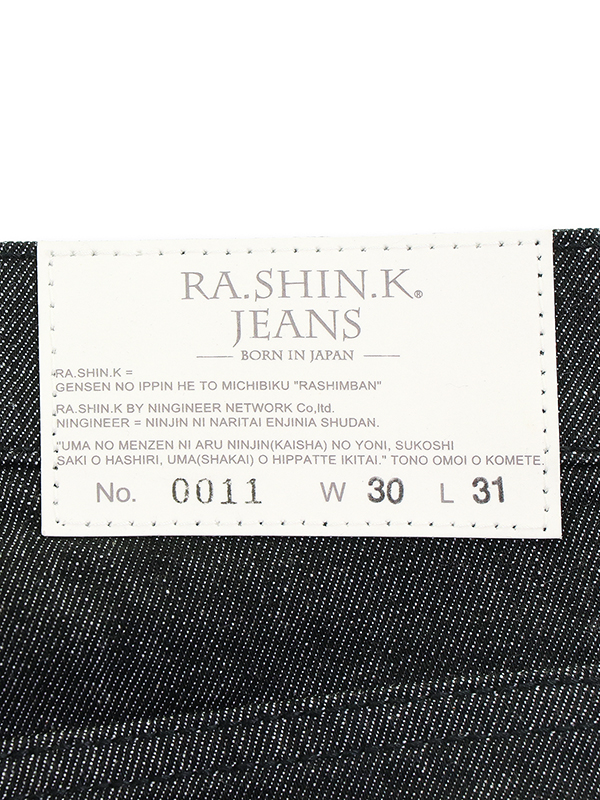 RA.SHIN.K®
JEANS
BORN IN JAPAN
RA.SHIN.K =
GENSEN NO IPPIN HE TO MICHIBIKU "RASHIMBAN"
RA.SHIN.K BY NINGINEER NETWORK Co,ltd.
NINGINEER = NINJIN NI NARITAI ENJINIA SHUDAN.
"UMA NO MENZEN NI ARU NINJIN(KAISHA) NO YONI, SUKOSHI
SAKI O HASHIRI, UMA(SHAKAI) O HIPPATTE IKITAI." TONO OMOI O KOMETE.
No. 0011 W 30 L 31